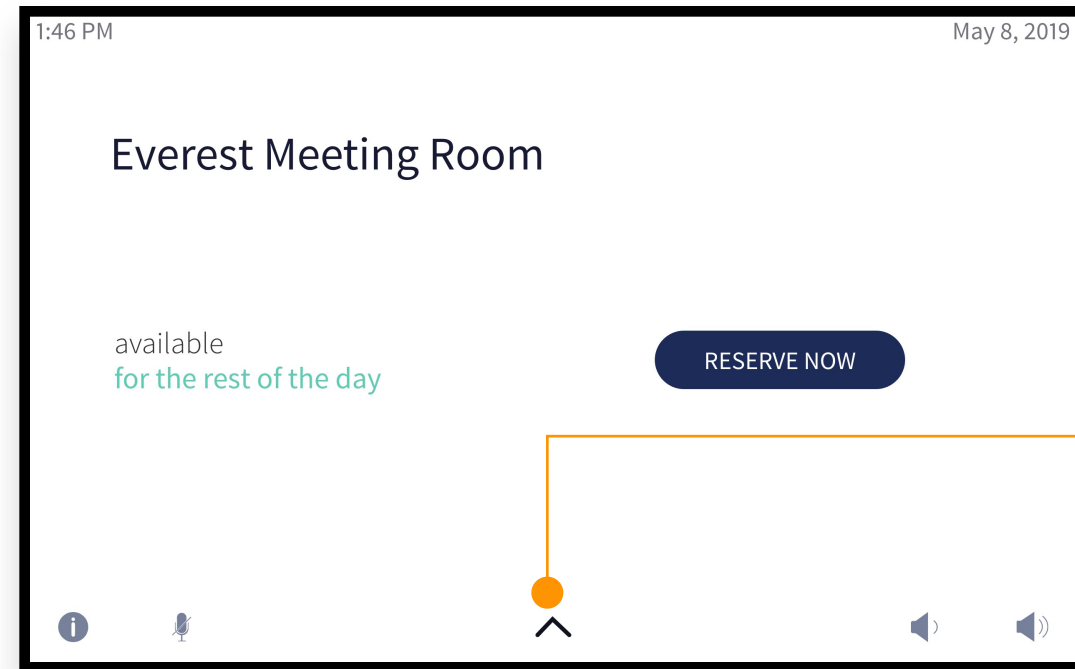 1:46 PM
May 8, 2019
Everest Meeting Room
available
for the rest of the day
RESERVE NOW